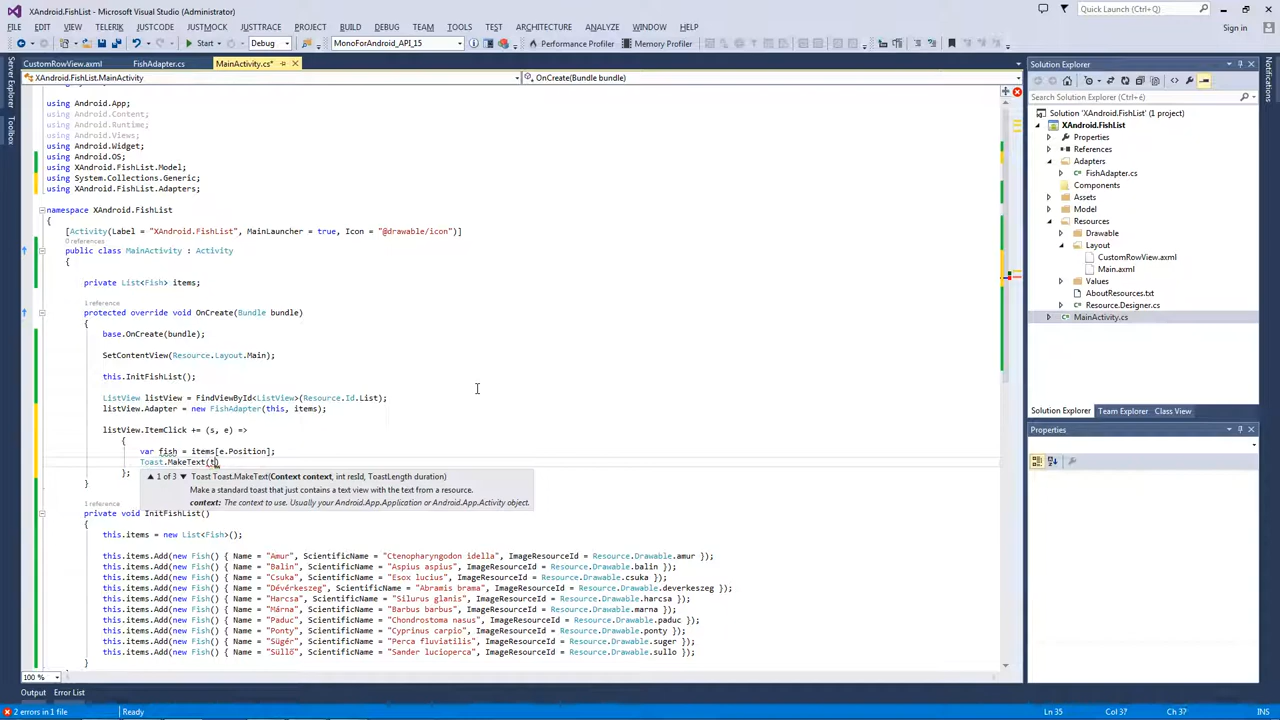 XAndroid.FishList - Microsoft Visual Studio (Administrator)
Quick Launch (Ctrl+Q)
FILE EDIT VIEW TELERIK JUSTCODE JUSTMOCK JUSTTRACE PROJECT BUILD DEBUG TEAM TOOLS TEST ARCHITECTURE ANALYZE WINDOW HELP
Sign in
Start Debug MonoForAndroid_API_15 Performance Profiler Memory Profiler
CustomRowView.axml FishAdapter.cs MainActivity.cs*
XAndroid.FishList.MainActivity OnCreate(Bundle bundle)
Server Explorer
Toolbox
using Android.App;
using Android.Content;
using Android.Runtime;
using Android.Views;
using Android.Widget;
using Android.OS;
using XAndroid.FishList.Model;
using System.Collections.Generic;
using XAndroid.FishList.Adapters;
namespace XAndroid.FishList
{
[Activity(Label = "XAndroid.FishList", MainLauncher = true, Icon = "@drawable/icon")]
0 references
public class MainActivity : Activity
{
private List<Fish> items;
1 reference
protected override void OnCreate(Bundle bundle)
{
base.OnCreate(bundle);
SetContentView(Resource.Layout.Main);
this.InitFishList();
ListView listView = FindViewById<ListView>(Resource.Id.List);
listView.Adapter = new FishAdapter(this, items);
listView.ItemClick += (s, e) =>
{
var fish = items[e.Position];
Toast.MakeText(t)
};
1 of 3 Toast Toast.MakeText(Context context, int resId, ToastLength duration)
Make a standard toast that just contains a text view with the text from a resource.
context: The context to use. Usually your Android.App.Application or Android.App.Activity object.
}
1 reference
private void InitFishList()
{
this.items = new List<Fish>();
this.items.Add(new Fish() { Name = "Amur", ScientificName = "Ctenopharyngodon idella", ImageResourceId = Resource.Drawable.amur });
this.items.Add(new Fish() { Name = "Balin", ScientificName = "Aspius aspius", ImageResourceId = Resource.Drawable.balin });
this.items.Add(new Fish() { Name = "Csuka", ScientificName = "Esox lucius", ImageResourceId = Resource.Drawable.csuka });
this.items.Add(new Fish() { Name = "Dévérkeszeg", ScientificName = "Abramis brama", ImageResourceId = Resource.Drawable.deverkeszeg });
this.items.Add(new Fish() { Name = "Harcsa", ScientificName = "Silurus glanis", ImageResourceId = Resource.Drawable.harcsa });
this.items.Add(new Fish() { Name = "Márna", ScientificName = "Barbus barbus", ImageResourceId = Resource.Drawable.marna });
this.items.Add(new Fish() { Name = "Paduc", ScientificName = "Chondrostoma nasus", ImageResourceId = Resource.Drawable.paduc });
this.items.Add(new Fish() { Name = "Ponty", ScientificName = "Cyprinus carpio", ImageResourceId = Resource.Drawable.ponty });
this.items.Add(new Fish() { Name = "Sügér", ScientificName = "Perca fluviatilis", ImageResourceId = Resource.Drawable.suger });
this.items.Add(new Fish() { Name = "Süllő", ScientificName = "Sander lucioperca", ImageResourceId = Resource.Drawable.sullo });
}
100 %
Output Error List
2 errors in 1 file Ready Ln 35 Col 37 Ch 37 INS
Solution Explorer
Search Solution Explorer (Ctrl+é)
Solution 'XAndroid.FishList' (1 project)
XAndroid.FishList
Properties
References
Adapters
FishAdapter.cs
Components
Assets
Model
Resources
Drawable
Layout
CustomRowView.axml
Main.axml
Values
AboutResources.txt
Resource.Designer.cs
MainActivity.cs
Solution Explorer Team Explorer Class View
Properties
Notifications